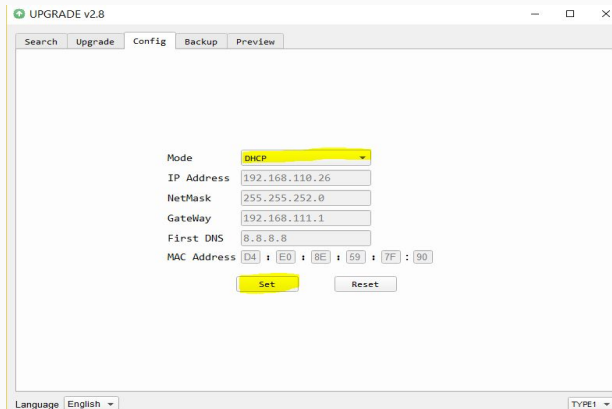 UPGRADE v2.8
Search Upgrade Config Backup Preview
Mode DHCP
IP Address 192.168.110.26
NetMask 255.255.252.0
GateWay 192.168.111.1
First DNS 8.8.8.8
MAC Address D4 : E0 : 8E : 59 : 7F : 90
Set Reset
Language English TYPE1